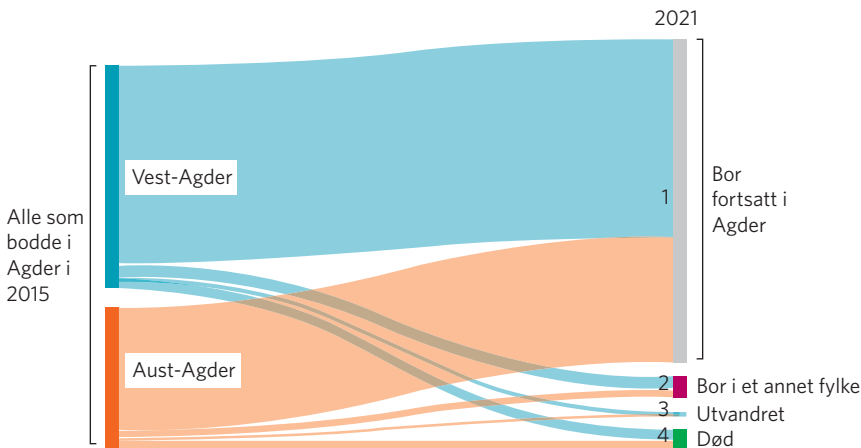 2021
Alle som
bodde i
Agder i
2015
Vest-Agder
Aust-Agder
1
2
3
4
Bor
fortsatt i
Agder
Bor i et annet fylke
Utvandret
Død